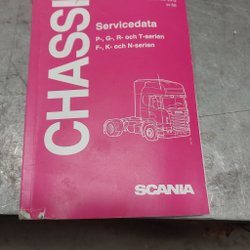 CHASSI
Servicedata
P-, G-, R- och T-serien
F-, K- och N-serien
SCANIA